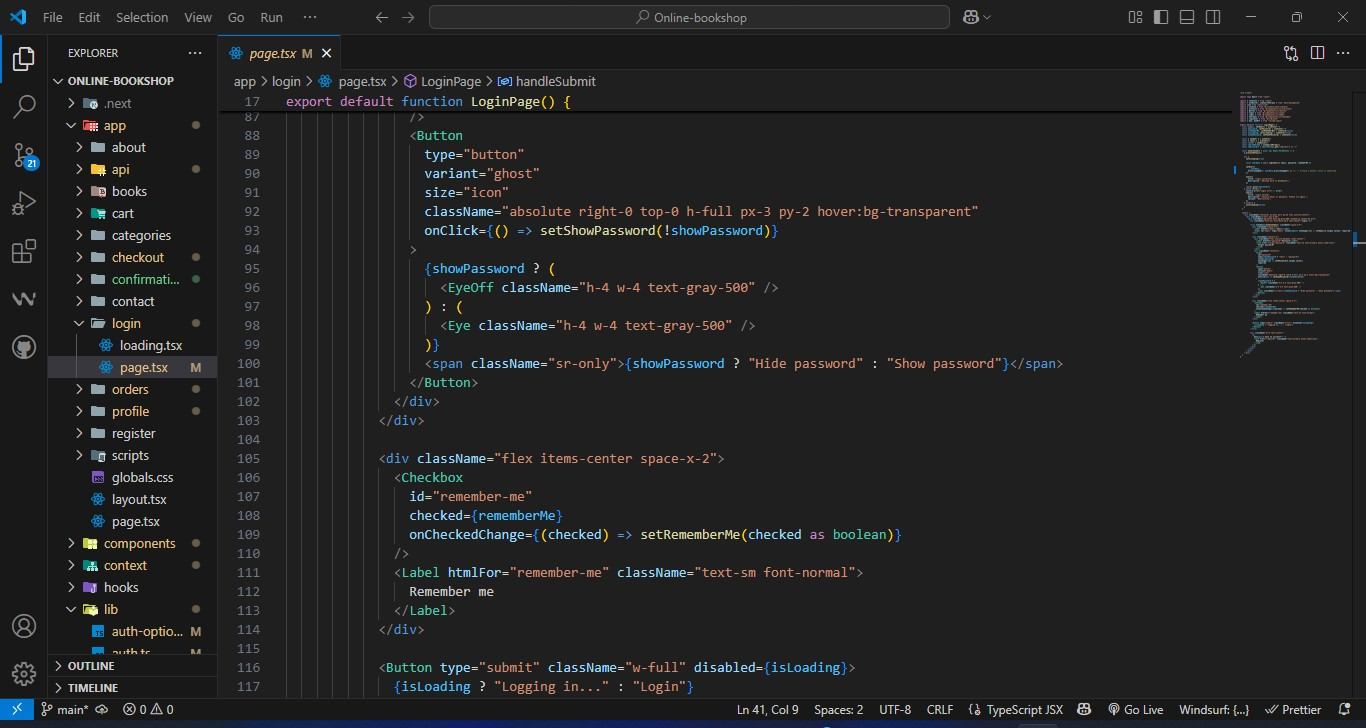 File Edit Selection View Go Run ··· Online-bookshop
EXPLORER ···
ONLINE-BOOKSHOP
.next
app
about
api
books
cart
categories
checkout
confirmati...
contact
login
loading.tsx
page.tsx M
orders
profile
register
scripts
globals.css
layout.tsx
page.tsx
components
context
hooks
lib
auth-optio... M
auth.ts M
OUTLINE
TIMELINE
21
page.tsx M
app > login > page.tsx > LoginPage > handleSubmit
17 export default function LoginPage() {
87 />
88 <Button
89 type="button"
90 variant="ghost"
91 size="icon"
92 className="absolute right-0 top-0 h-full px-3 py-2 hover:bg-transparent"
93 onClick={() => setShowPassword(!showPassword)}
94 >
95 {showPassword ? (
96 <EyeOff className="h-4 w-4 text-gray-500" />
97 ) : (
98 <Eye className="h-4 w-4 text-gray-500" />
99 )}
100 <span className="sr-only">{showPassword ? "Hide password" : "Show password"}</span>
101 </Button>
102 </div>
103 </div>
104
105 <div className="flex items-center space-x-2">
106 <Checkbox
107 id="remember-me"
108 checked={rememberMe}
109 onCheckedChange={(checked) => setRememberMe(checked as boolean)}
110 />
111 <Label htmlFor="remember-me" className="text-sm font-normal">
112 Remember me
113 </Label>
114 </div>
115
116 <Button type="submit" className="w-full" disabled={isLoading}>
117 {isLoading ? "Logging in..." : "Login"}
main* 0 0 Ln 41, Col 9 Spaces: 2 UTF-8 CRLF {} TypeScript JSX Go Live Windsurf: {...} Prettier